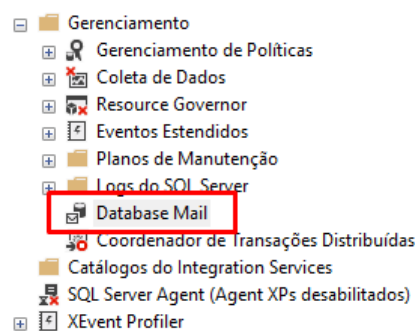 Gerenciamento
Gerenciamento de Políticas
Coleta de Dados
Resource Governor
Eventos Estendidos
Planos de Manutenção
Logs do SQL Server
Database Mail
Coordenador de Transações Distribuídas
Catálogos do Integration Services
SQL Server Agent (Agent XPs desabilitados)
XEvent Profiler